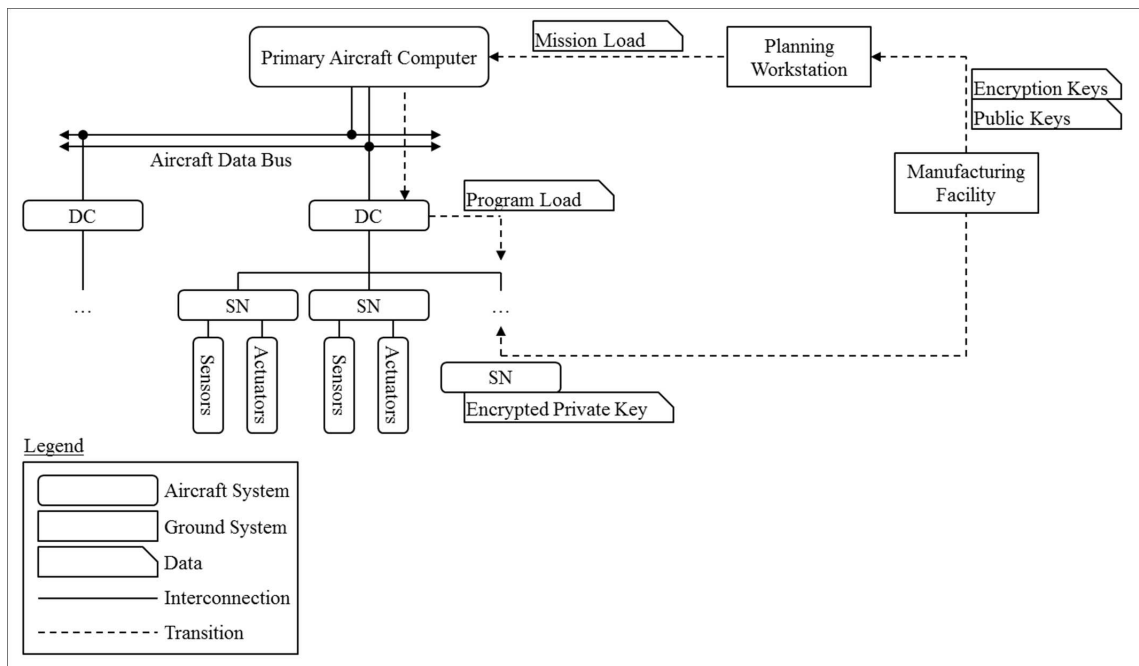 Mission Load
Primary Aircraft Computer
Planning
Workstation
Encryption Keys
Public Keys
Aircraft Data Bus
Manufacturing
Facility
DC
DC
Program Load
SN
SN
...
...
Sensors
Actuators
Sensors
Actuators
SN
Encrypted Private Key
Legend
Aircraft System
Ground System
Data
Interconnection
Transition